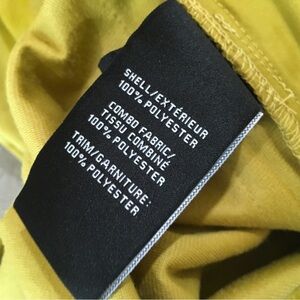 SHELL/EXTÉRIEUR
100% POLYESTER
COMBO FABRIC/
TISSU COMBINÉ
100% POLYESTER
TRIM/GARNITURE:
100% POLYESTER